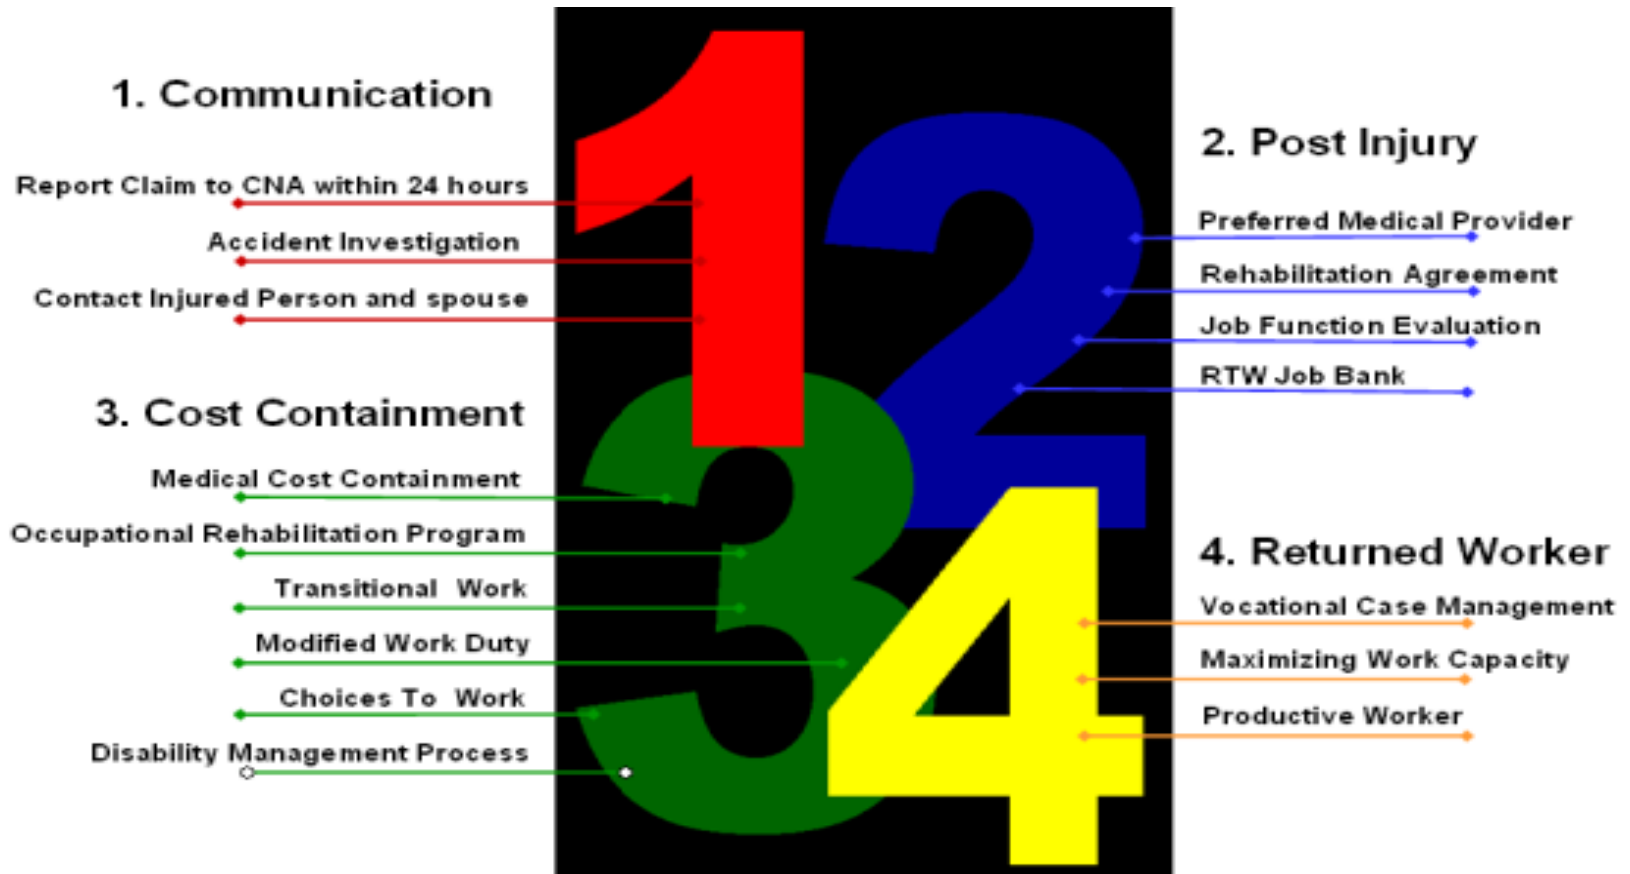 1. Communication
Report Claim to CNA within 24 hours
Accident Investigation
Contact Injured Person and spouse
2. Post Injury
Preferred Medical Provider
Rehabilitation Agreement
Job Function Evaluation
RTW Job Bank
3. Cost Containment
Medical Cost Containment
Occupational Rehabilitation Program
Transitional Work
Modified Work Duty
Choices To Work
Disability Management Process
4. Returned Worker
Vocational Case Management
Maximizing Work Capacity
Productive Worker
1
2
3
4